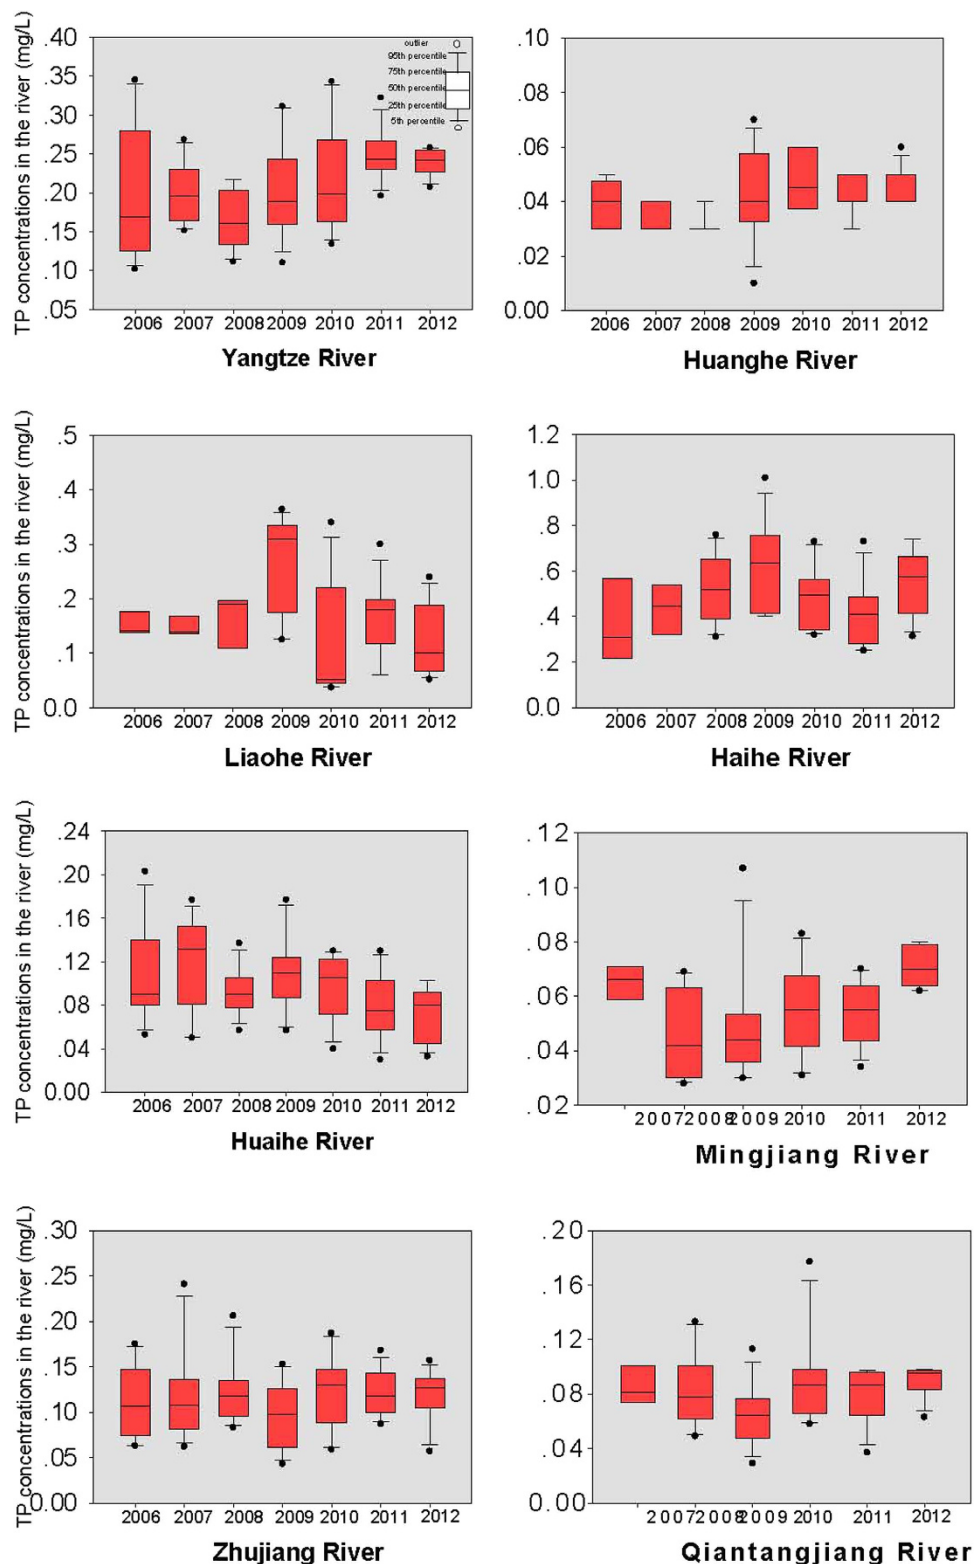 TP concentrations in the river (mg/L)
.40
.35
.30
.25
.20
.15
.10
.05
outlier
95th percentile
75th percentile
50th percentile
25th percentile
5th percentile
2006 2007 2008 2009 2010 2011 2012
Yangtze River
.10
.08
.06
.04
.02
0.00
2006 2007 2008 2009 2010 2011 2012
Huanghe River
TP concentrations in the river (mg/L)
.5
.4
.3
.2
.1
0.0
2006 2007 2008 2009 2010 2011 2012
Liaohe River
1.2
1.0
.8
.6
.4
.2
0.0
2006 2007 2008 2009 2010 2011 2012
Haihe River
TP concentrations in the river (mg/L)
.24
.20
.16
.12
.08
.04
0.00
2006 2007 2008 2009 2010 2011 2012
Huaihe River
.12
.10
.08
.06
.04
.02
2007 2008 2009 2010 2011 2012
Mingjiang River
TP concentrations in the river (mg/L)
.30
.25
.20
.15
.10
.05
0.00
2006 2007 2008 2009 2010 2011 2012
Zhujiang River
.20
.16
.12
.08
.04
0.00
2007 2008 2009 2010 2011 2012
Qiantangjiang River